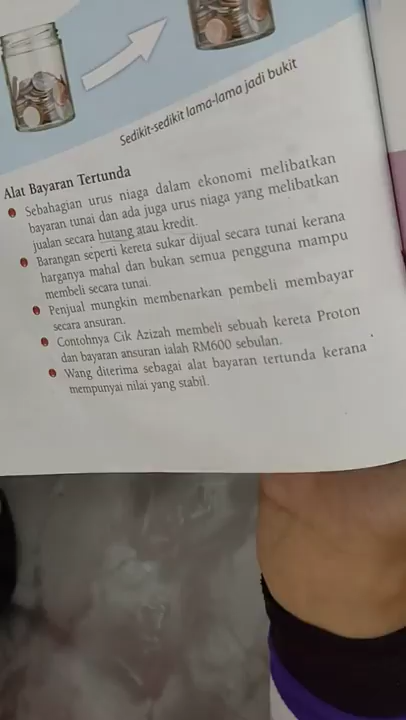 Sedikit-sedikit lama-lama jadi bukit
Alat Bayaran Tertunda
Sebahagian urus niaga dalam ekonomi melibatkan
bayaran tunai dan ada juga urus niaga yang melibatkan
jualan secara hutang atau kredit.
Barangan seperti kereta sukar dijual secara tunai kerana
harganya mahal dan bukan semua pengguna mampu
membeli secara tunai.
Penjual mungkin membenarkan pembeli membayar
secara ansuran.
Contohnya Cik Azizah membeli sebuah kereta Proton
dan bayaran ansuran ialah RM600 sebulan.
Wang diterima sebagai alat bayaran tertunda kerana
mempunyai nilai yang stabil.